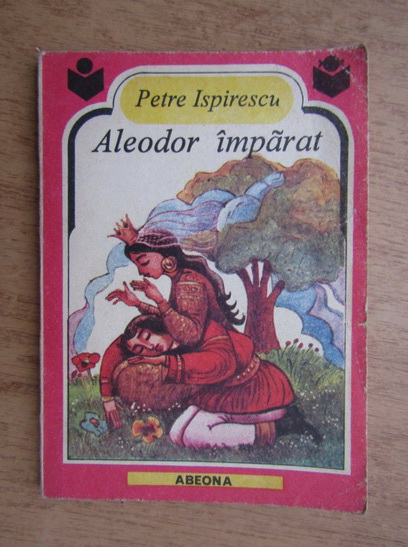 Petre Ispirescu
Aleodor împărat
ABEONA